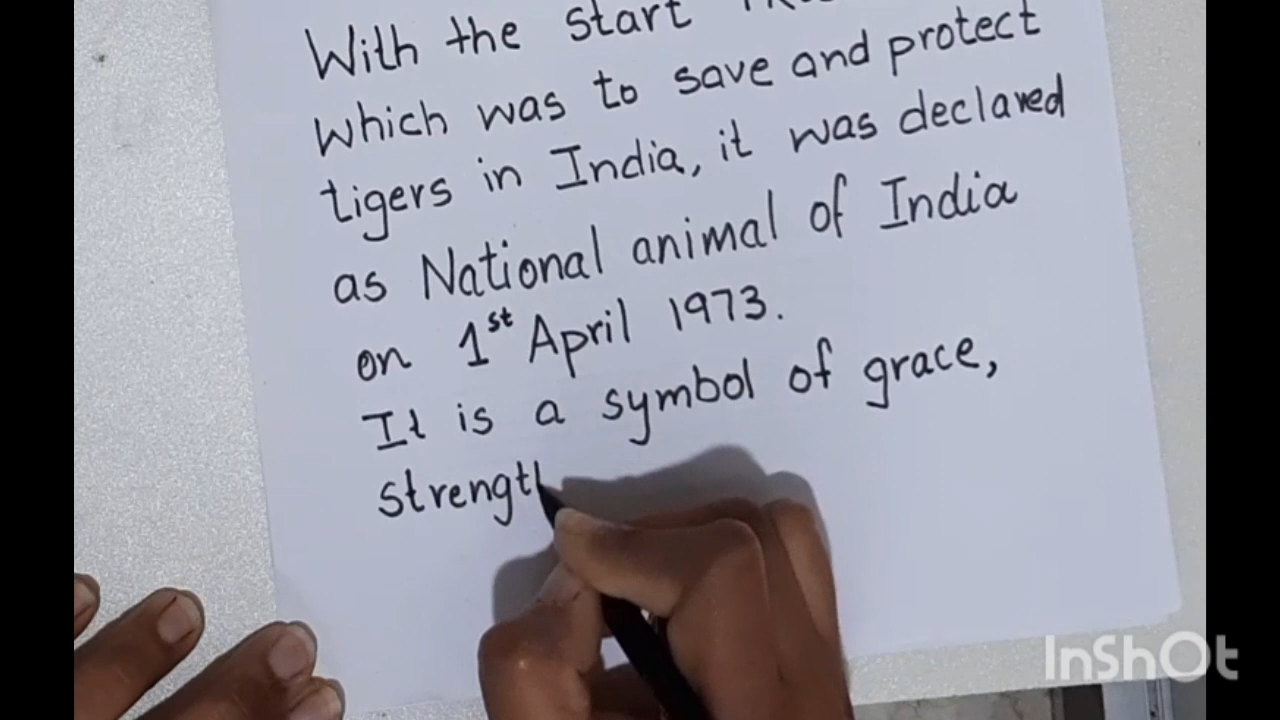 With the start
which was to save and protect
tigers in India, it was declared
as National animal of India
on 1st April 1973.
It is a symbol of grace,
strengt
InShOt